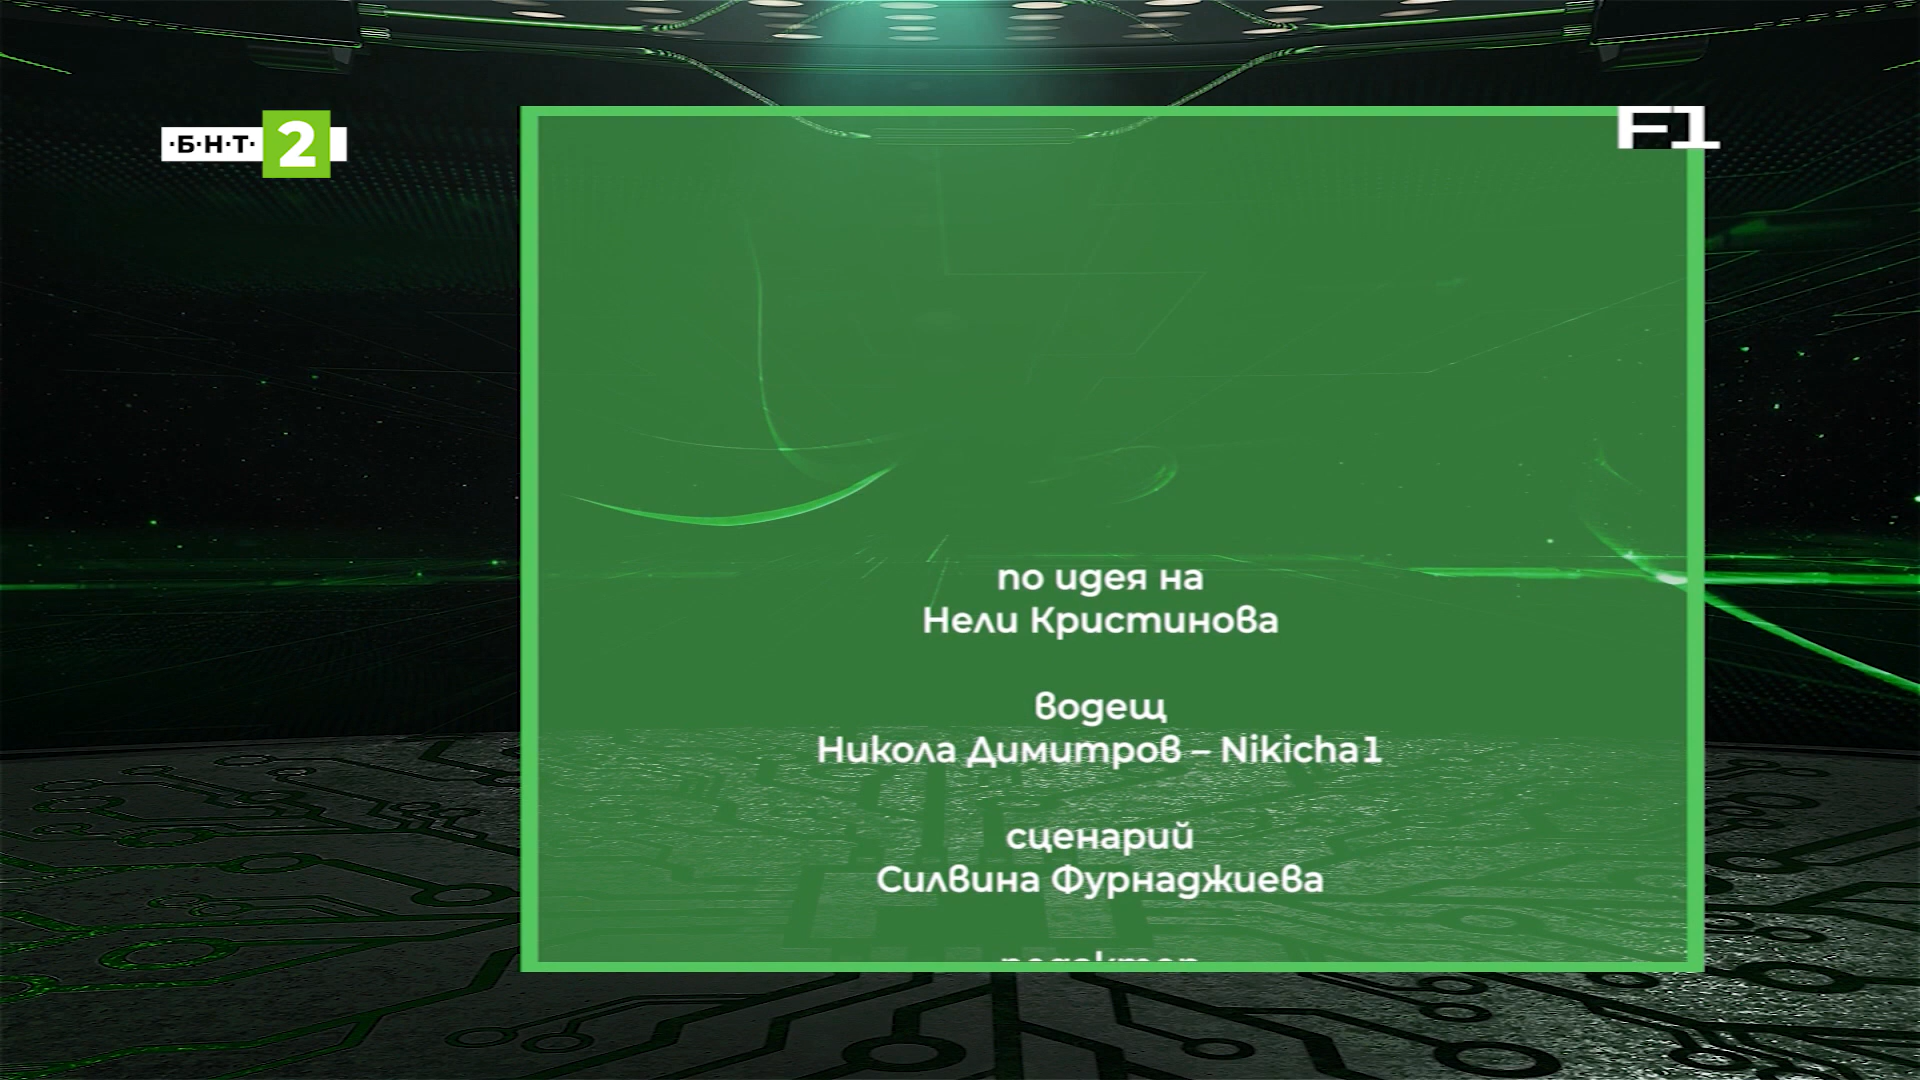 ·Б·Н·Т· 2
F1
по идея на
Нели Кристинова
водещ
Никола Димитров – Nikicha1
сценарий
Силвина Фурнаджиева